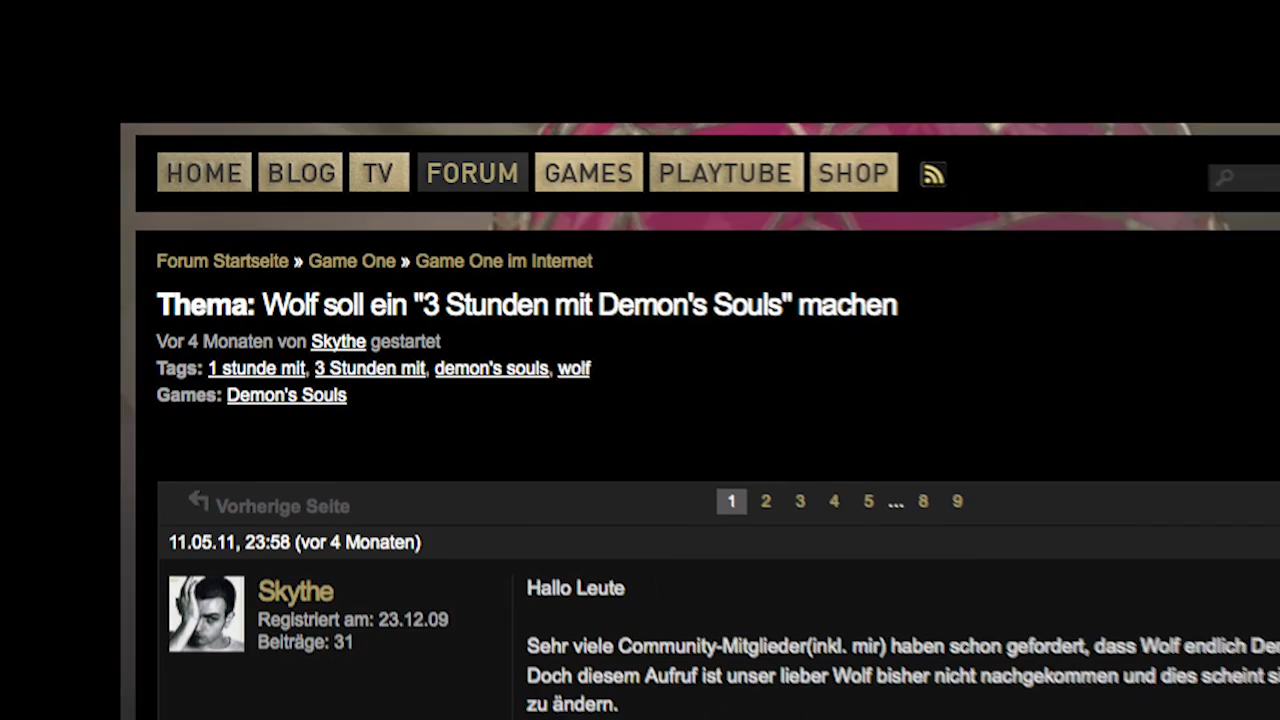 HOME BLOG TV FORUM GAMES PLAYTUBE SHOP
Forum Startseite » Game One » Game One im Internet
Thema: Wolf soll ein "3 Stunden mit Demon's Souls" machen
Vor 4 Monaten von Skythe gestartet
Tags: 1 stunde mit, 3 Stunden mit, demon's souls, wolf
Games: Demon's Souls
Vorherige Seite 1 2 3 4 5 ... 8 9
11.05.11, 23:58 (vor 4 Monaten)
Skythe
Registriert am: 23.12.09
Beiträge: 31
Hallo Leute
Sehr viele Community-Mitglieder(inkl. mir) haben schon gefordert, dass Wolf endlich
Doch diesem Aufruf ist unser lieber Wolf bisher nicht nachgekommen und dies scheint
zu ändern.